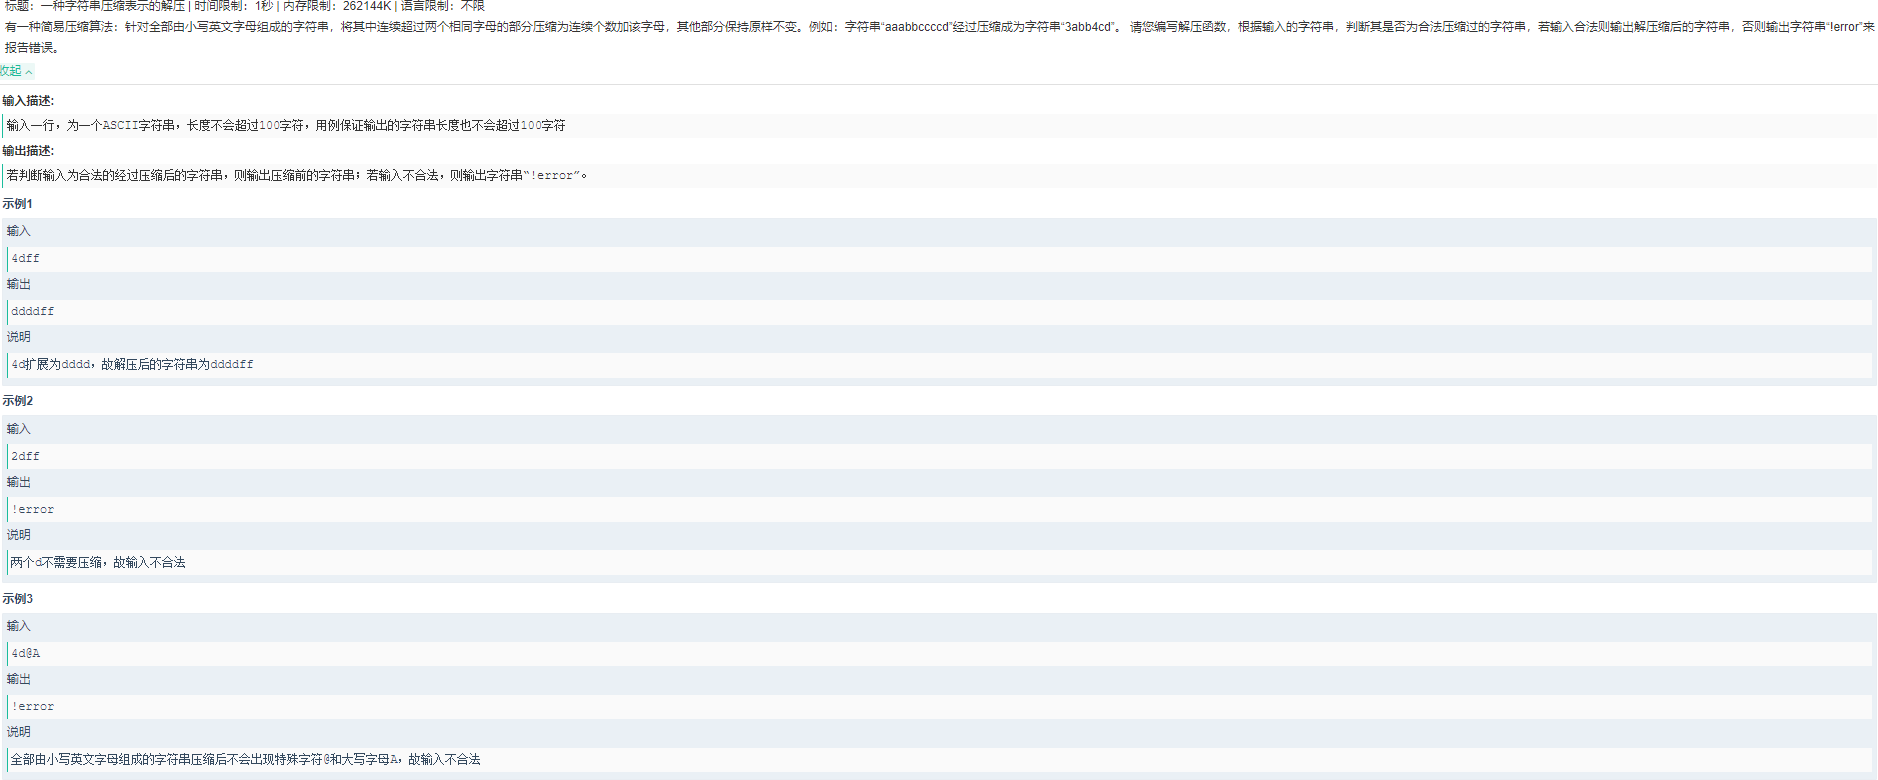 标题：一种字符串压缩表示的解压 | 时间限制：1秒 | 内存限制：262144K | 语言限制：不限
有一种简易压缩算法：针对全部由小写英文字母组成的字符串，将其中连续超过两个相同字母的部分压缩为连续个数加该字母，其他部分保持原样不变。例如：字符串“aaabbccccd”经过压缩成为字符串“3abb4cd”。 请您编写解压函数，根据输入的字符串，判断其是否为合法压缩过的字符串，若输入合法则输出解压缩后的字符串，否则输出字符串“!error”来
报告错误。
收起
输入描述:
输入一行，为一个ASCII字符串，长度不会超过100字符，用例保证输出的字符串长度也不会超过100字符
输出描述:
若判断输入为合法的经过压缩后的字符串，则输出压缩前的字符串；若输入不合法，则输出字符串“!error”。
示例1
输入
4dff
输出
ddddff
说明
4d扩展为dddd，故解压后的字符串为ddddff
示例2
输入
2dff
输出
!error
说明
两个d不需要压缩，故输入不合法
示例3
输入
4d@A
输出
!error
说明
全部由小写英文字母组成的字符串压缩后不会出现特殊字符@和大写字母A，故输入不合法